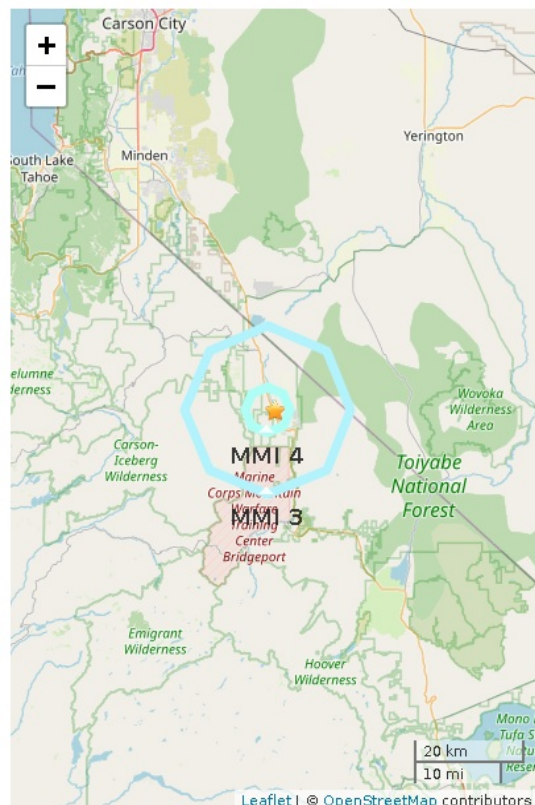 Carson City
+
−
Yerington
South Lake
Tahoe
Minden
Wovoka
Wilderness
Area
Carson-
Iceberg
Wilderness
MMI 4
Toiyabe
National
Forest
Marine
Corps Mountain
Warfare
MMI 3
Training
Center
Bridgeport
Emigrant
Wilderness
Hoover
Wilderness
Mono
Tufa S
Natu
Rese
20 km
10 mi
Leaflet | © OpenStreetMap contributors